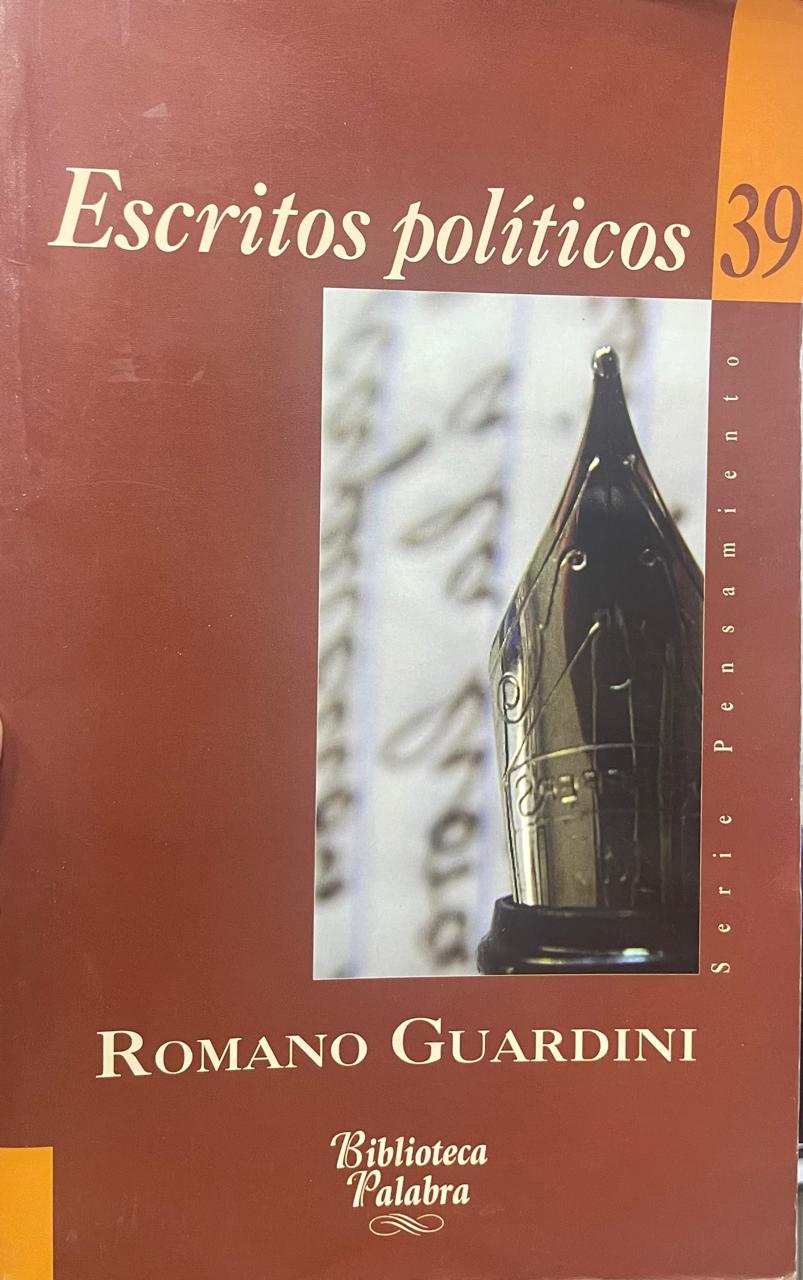 Escritos políticos
39
Serie Pensamiento
ROMANO GUARDINI
Biblioteca
Palabra